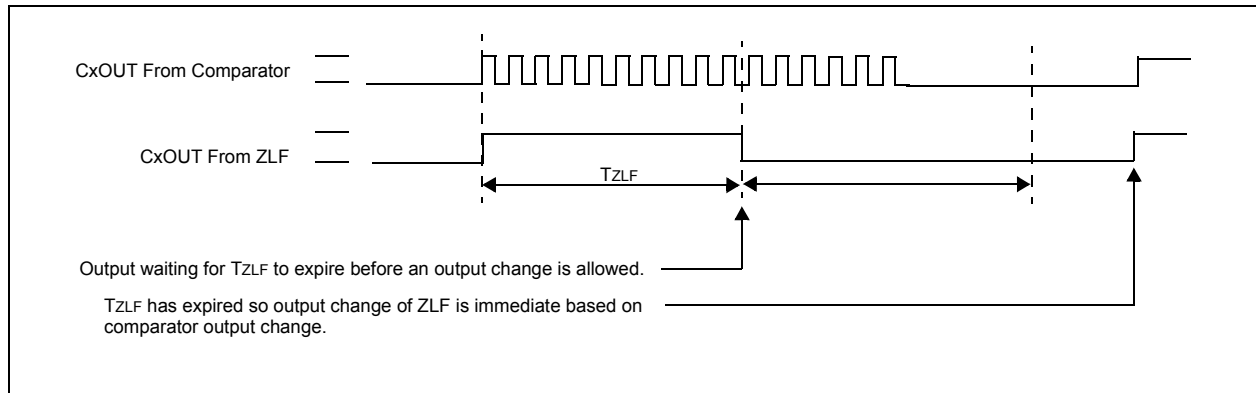 CxOUT From Comparator
CxOUT From ZLF
TZLF
Output waiting for TZLF to expire before an output change is allowed.
TZLF has expired so output change of ZLF is immediate based on
comparator output change.